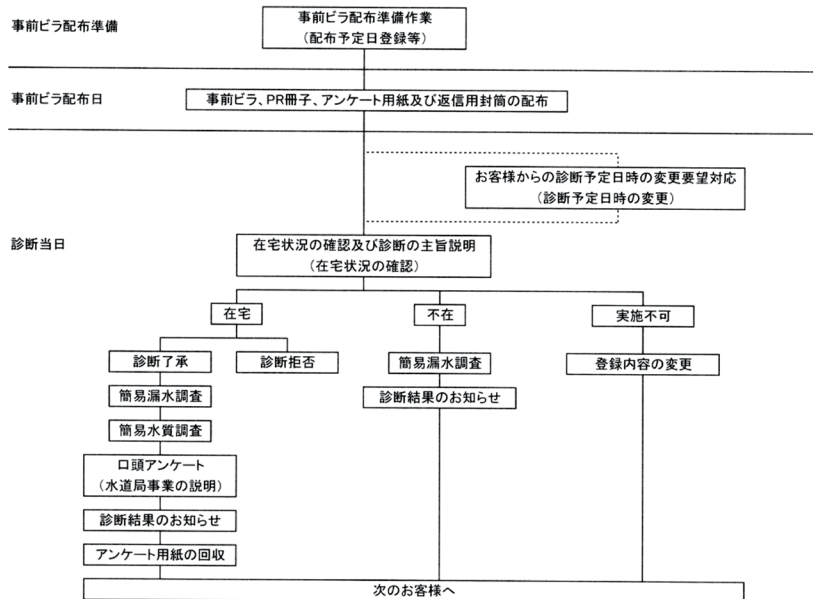 事前ビラ配布準備
事前ビラ配布準備作業
（配布予定日登録等）
事前ビラ配布日
事前ビラ、PR冊子、アンケート用紙及び返信用封筒の配布
お客様からの診断予定日時の変更要望対応
（診断予定日時の変更）
診断当日
在宅状況の確認及び診断の主旨説明
（在宅状況の確認）
在宅
不在
実施不可
診断了承
診断拒否
簡易漏水調査
登録内容の変更
簡易漏水調査
診断結果のお知らせ
簡易水質調査
口頭アンケート
（水道局事業の説明）
診断結果のお知らせ
アンケート用紙の回収
次のお客様へ